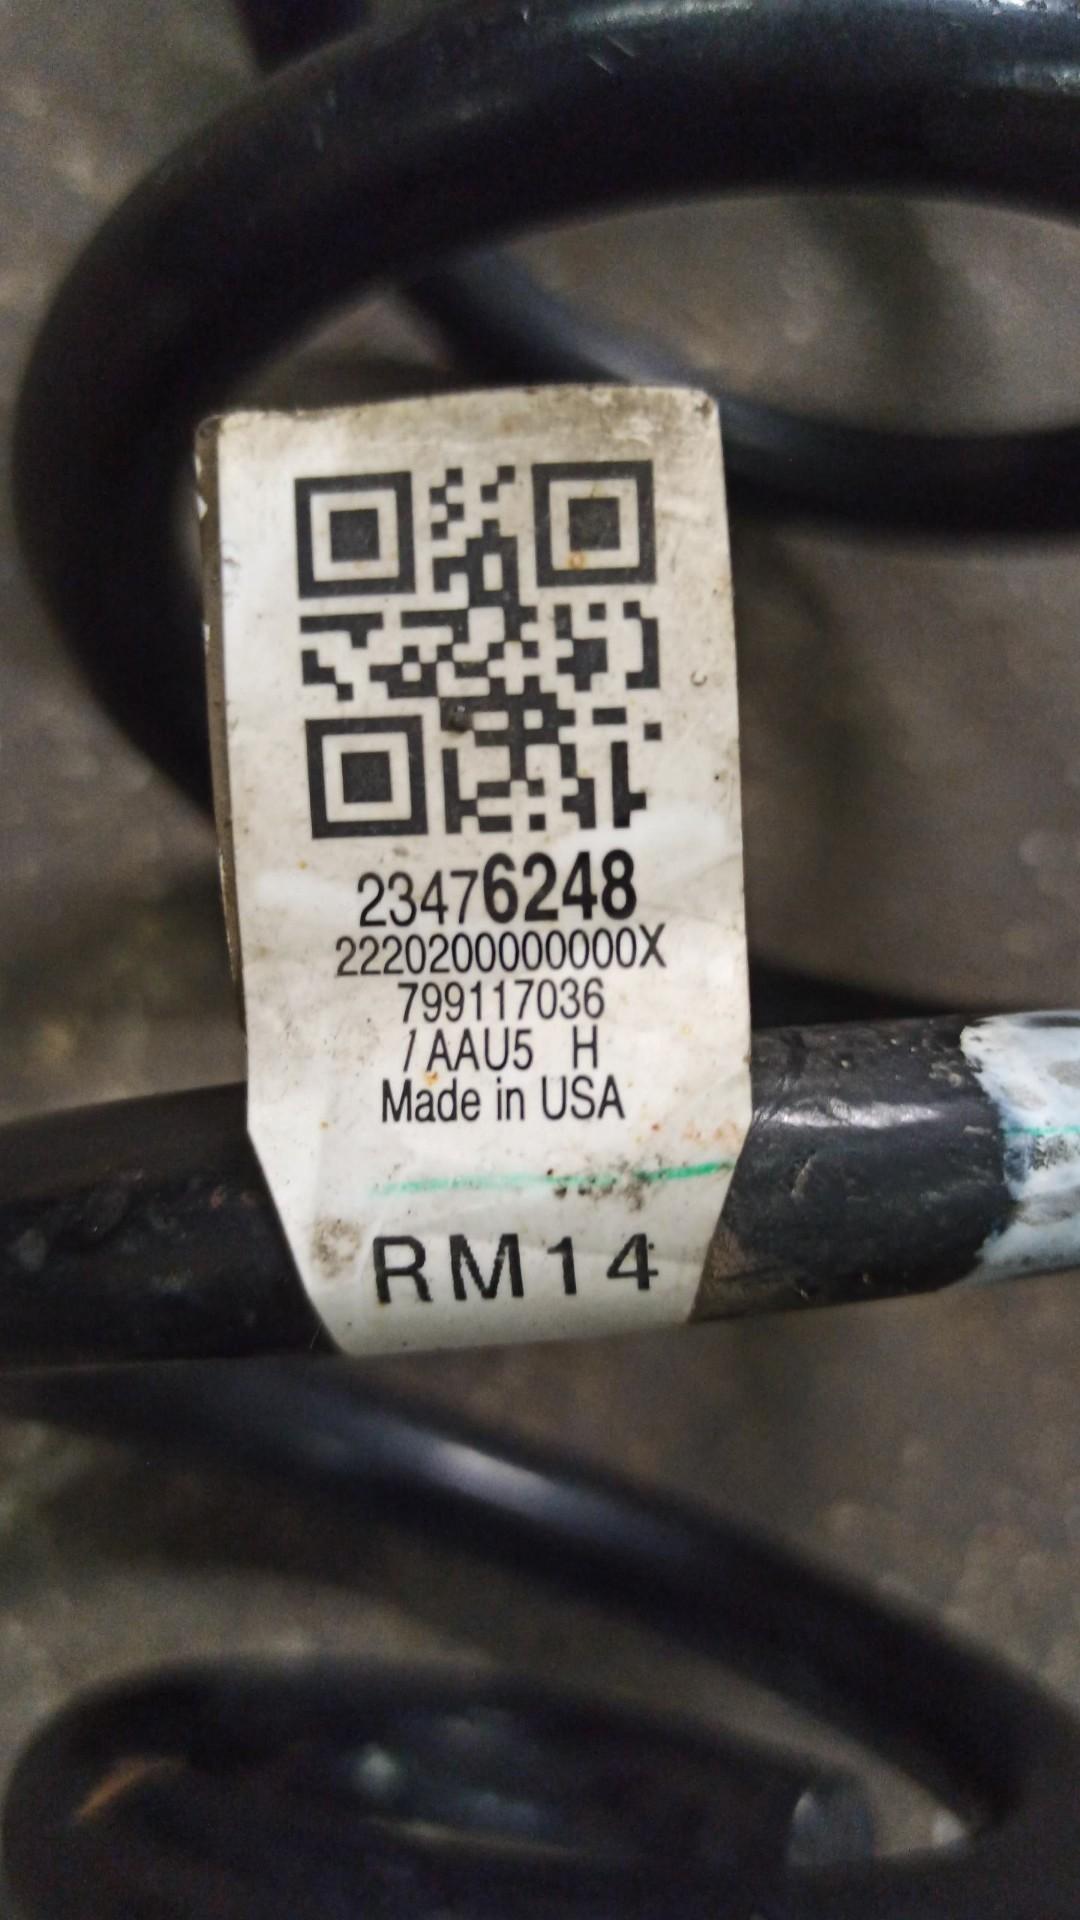 23476248
2220200000000X
799117036
/ AAU5 H
Made in USA
RM14